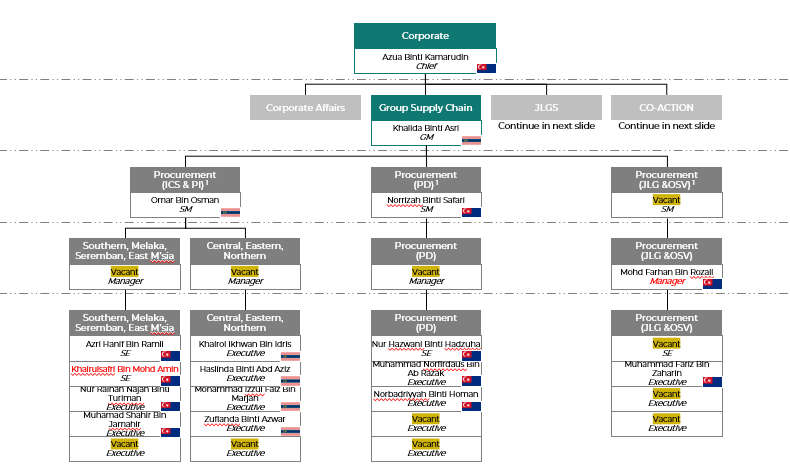 Corporate
Azua Binti Kamarudin
Chief
Corporate Affairs
Group Supply Chain
JLGS
CO-ACTION
Khalida Binti Asri
GM
Continue in next slide
Continue in next slide
Procurement
(ICS & PI) 1
Omar Bin Osman
SM
Procurement
(PD) 1
Norrizah Binti Safari
SM
Procurement
(JLG &OSV) 1
Vacant
SM
Southern, Melaka,
Seremban, East M'sia
Vacant
Manager
Central, Eastern,
Northern
Vacant
Manager
Procurement
(PD)
Vacant
Manager
Procurement
(JLG &OSV)
Mohd Farhan Bin Rozali
Manager
Southern, Melaka,
Seremban, East M'sia
Azri Hanif Bin Ramli
SE
Khairulsafri Bin Mohd Amin
SE
Nur Raihan Najah Binti
Turiman
Executive
Muhamad Shahir Bin
Jamahir
Executive
Vacant
Executive
Central, Eastern,
Northern
Khairol Ikhwan Bin Idris
Executive
Haslinda Binti Abd Aziz
Executive
Mohammad Izzul Faiz Bin
Marjan
Executive
Zuflanda Binti Azwar
Executive
Vacant
Executive
Procurement
(PD)
Nur Hazwani Binti Hadzuha
SE
Muhammad Norfirdaus Bin
Ab Razak
Executive
Norbadriyyah Binti Homan
Executive
Vacant
Executive
Vacant
Executive
Procurement
(JLG &OSV)
Vacant
SE
Muhammad Fariz Bin
Zaharin
Executive
Vacant
Executive
Vacant
Executive